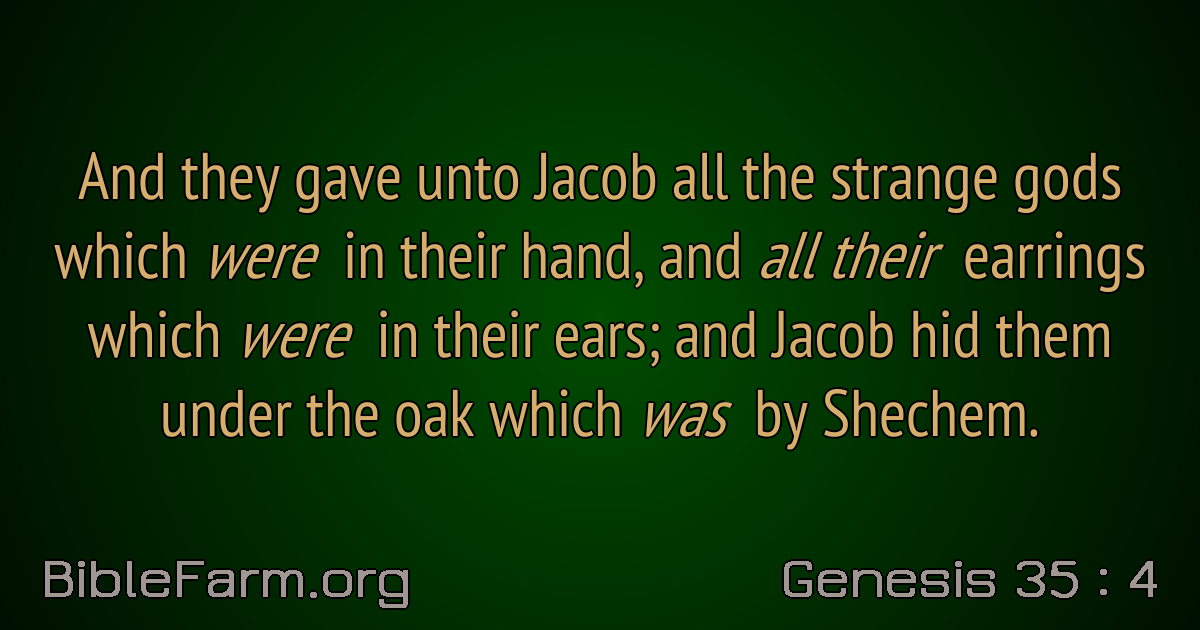 And they gave unto Jacob all the strange gods
which were in their hand, and all their earrings
which were in their ears; and Jacob hid them
under the oak which was by Shechem.
BibleFarm.org
Genesis 35 : 4